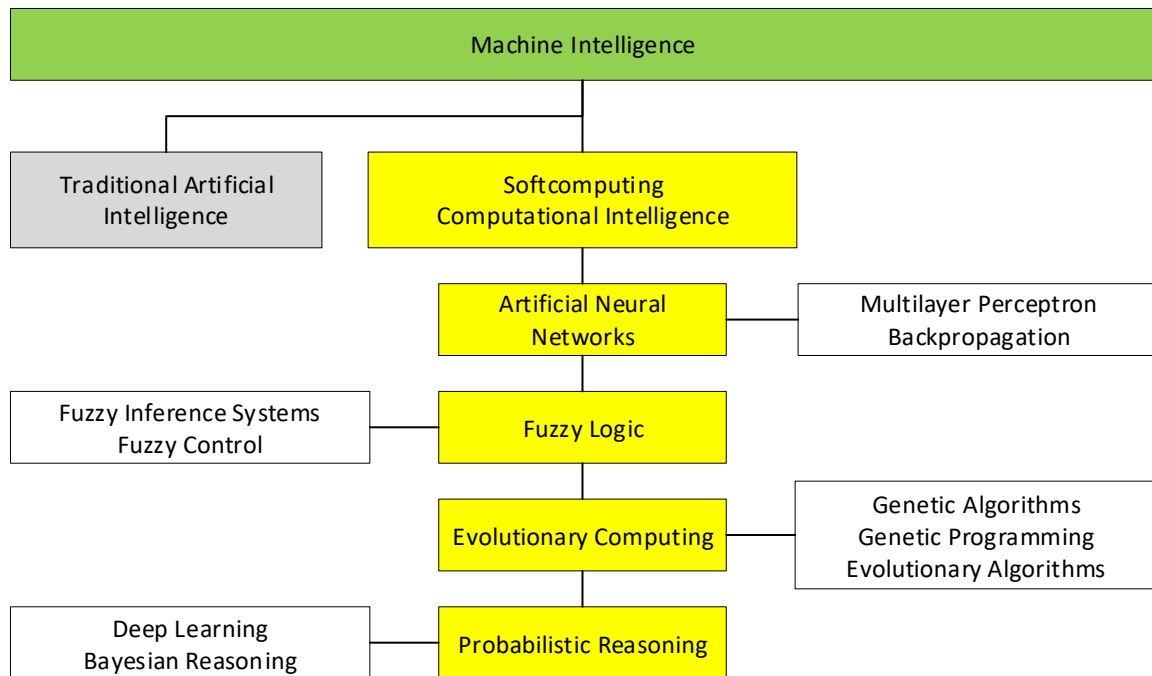 Machine Intelligence
Traditional Artificial
Intelligence
Softcomputing
Computational Intelligence
Artificial Neural
Networks
Multilayer Perceptron
Backpropagation
Fuzzy Inference Systems
Fuzzy Control
Fuzzy Logic
Evolutionary Computing
Genetic Algorithms
Genetic Programming
Evolutionary Algorithms
Deep Learning
Bayesian Reasoning
Probabilistic Reasoning